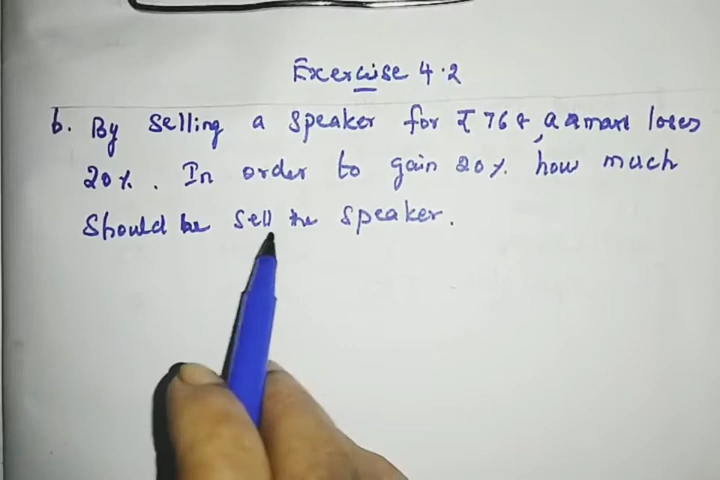 Exercise 4.2
6. By selling a speaker for ₹ 768, a man loses
20%. In order to gain 20% how much
should be sell the speaker.